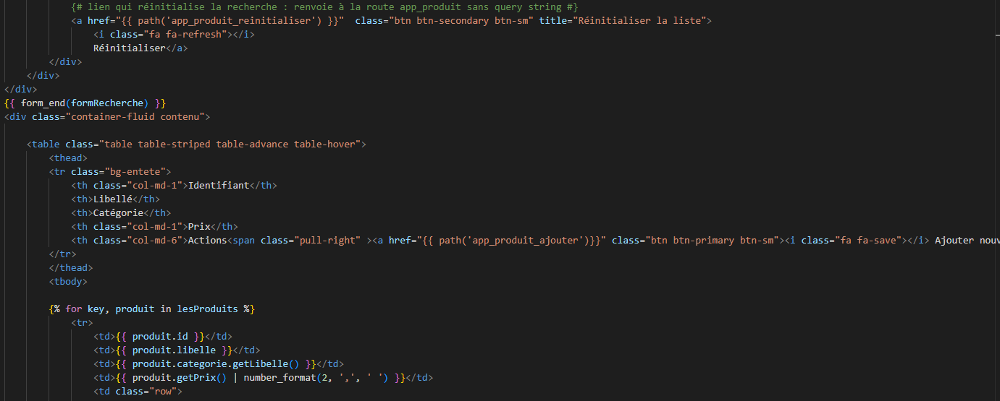 {# lien qui réinitialise la recherche : renvoie à la route app_produit sans query string #}
<a href="{{ path('app_produit_reinitialiser') }}"  class="btn btn-secondary btn-sm" title="Réinitialiser la liste">
<i class="fa fa-refresh"></i>
Réinitialiser</a>
</div>
</div>
</div>
{{ form_end(formRecherche) }}
<div class="container-fluid contenu">
<table class="table table-striped table-advance table-hover">
<thead>
<tr class="bg-entete">
<th class="col-md-1">Identifiant</th>
<th>Libellé</th>
<th>Catégorie</th>
<th class="col-md-1">Prix</th>
<th class="col-md-6">Actions<span class="pull-right" ><a href="{{ path('app_produit_ajouter')}}" class="btn btn-primary btn-sm"><i class="fa fa-save"></i> Ajouter nouv
</tr>
</thead>
<tbody>
{% for key, produit in lesProduits %}
<tr>
<td>{{ produit.id }}</td>
<td>{{ produit.libelle }}</td>
<td>{{ produit.categorie.getLibelle() }}</td>
<td>{{ produit.getPrix() | number_format(2, ',', ' ') }}</td>
<td class="row">